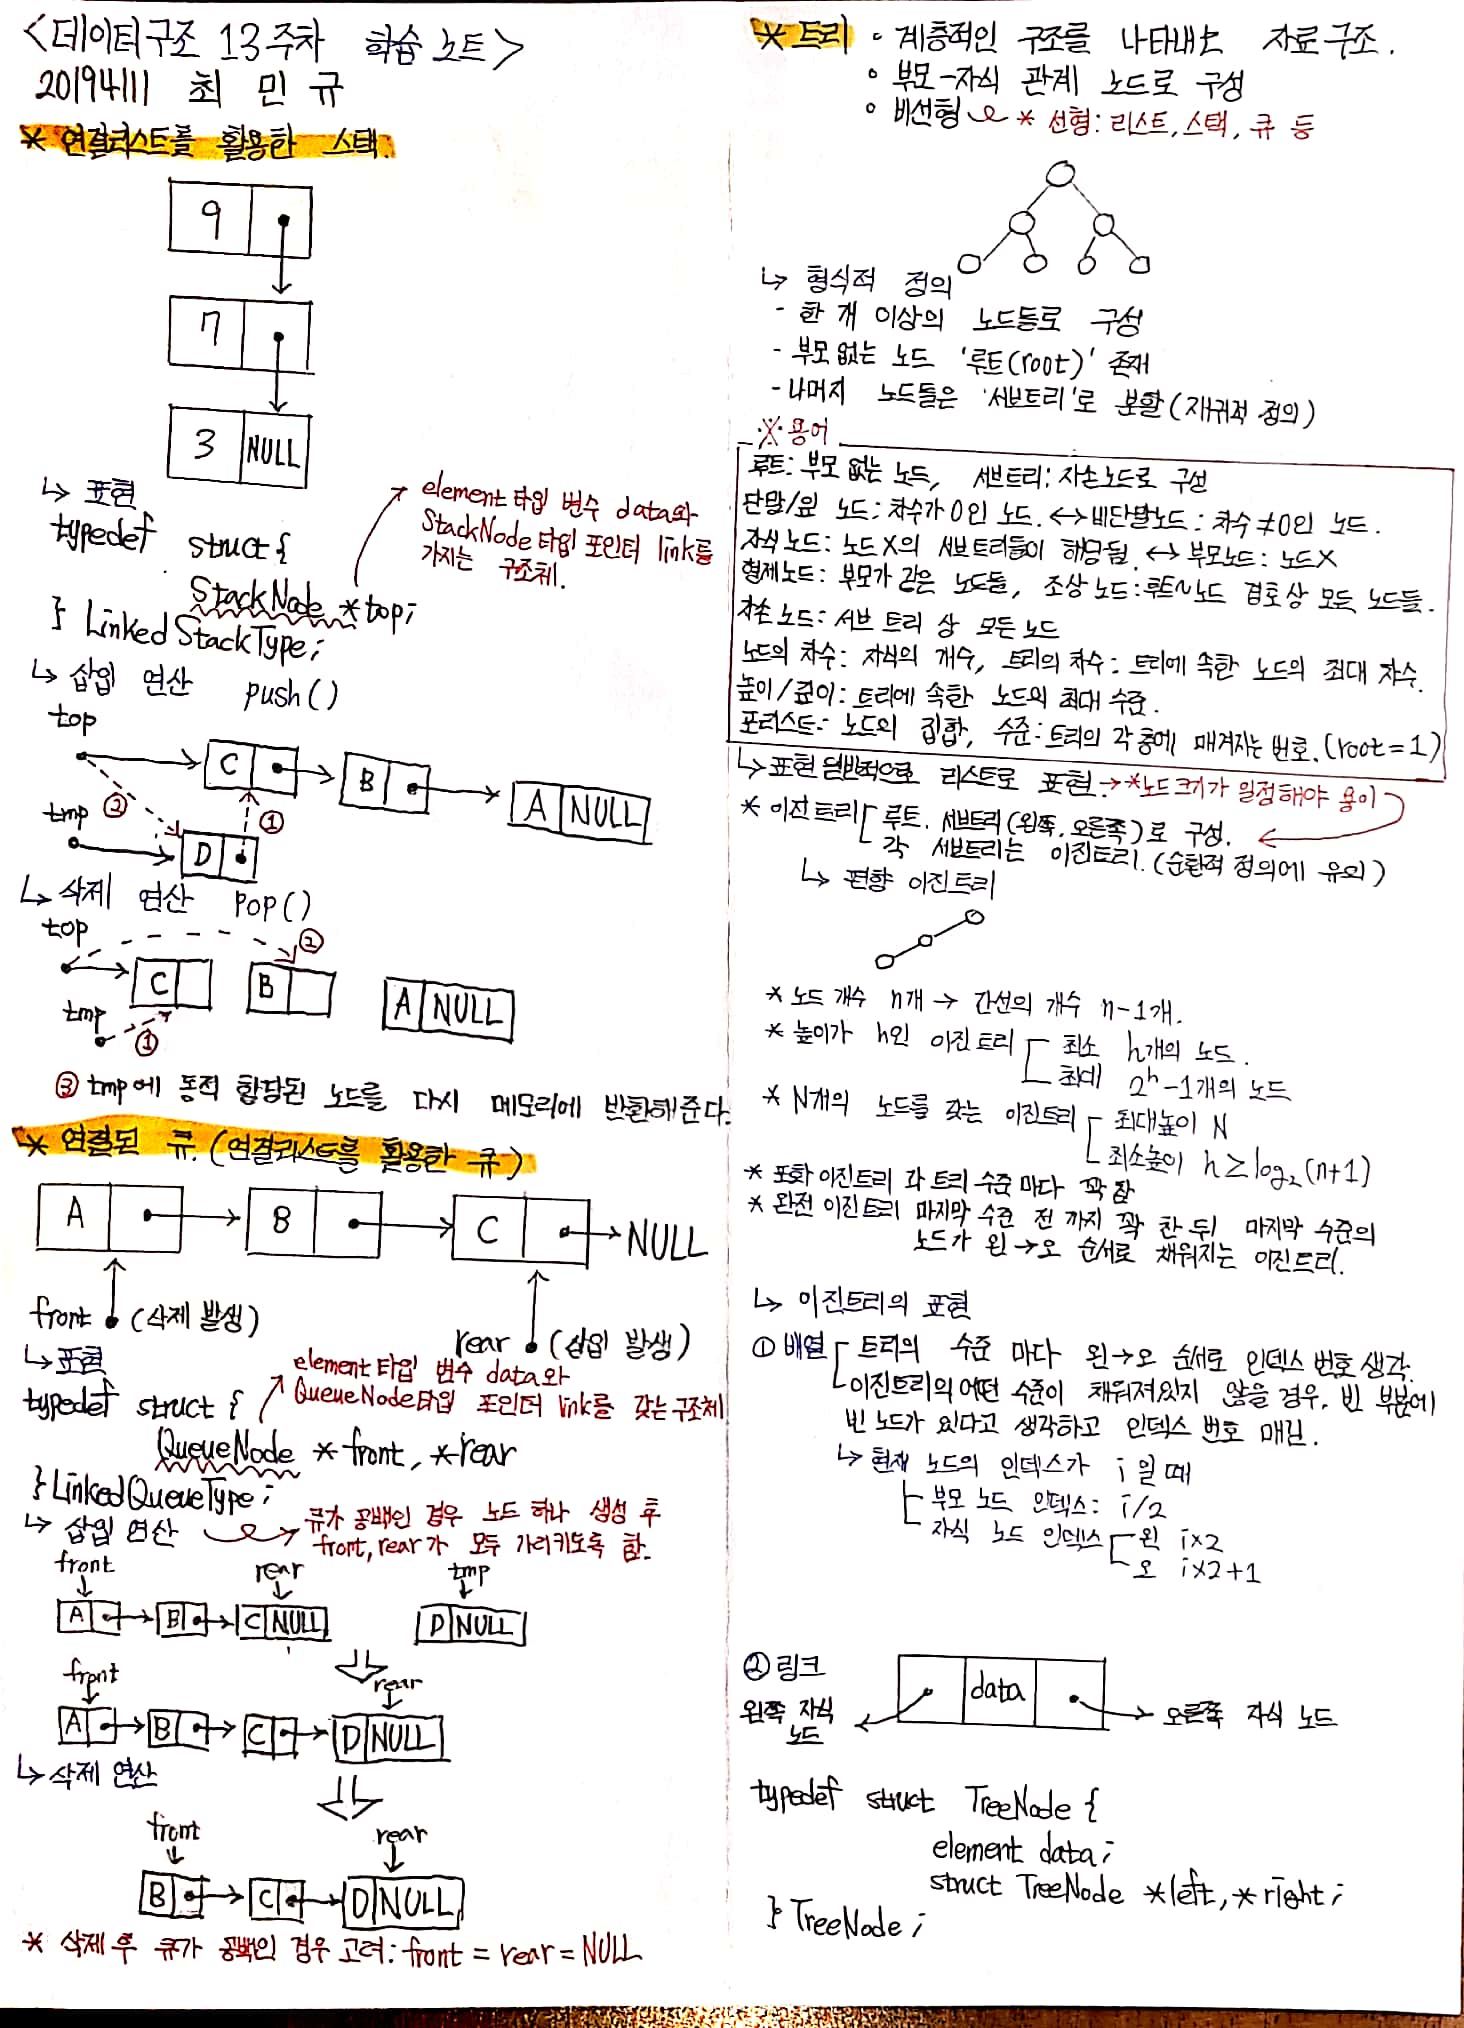 <데이터구조 13주차 학습 노트>
20194111 최 민 규
* 연결리스트를 활용한 스택.
9
7
3 NULL
↳ 표현
typedef struct {
StackNode *top;
} LinkedStackType;
→ element 타입 변수 data와
StackNode 타입 포인터 link를
가지는 구조체.
↳ 삽입 연산 push()
top
C B A NULL
② ①
tmp
D
↳ 삭제 연산 pop()
top
②
C B A NULL
tmp
①
③ tmp에 동적 할당된 노드를 다시 메모리에 반환해준다.
* 연결된 큐. (연결리스트를 활용한 큐)
A B C → NULL
front (삭제 발생)
rear (삽입 발생)
↳ 표현
element 타입 변수 data와
QueueNode타입 포인터 link를 갖는 구조체
typedef struct {
QueueNode *front, *rear
} LinkedQueueType;
↳ 삽입 연산 → 큐가 공백인 경우 노드 하나 생성 후
front, rear가 모두 가리키도록 함.
front rear tmp
A B C NULL D NULL
front rear
A B C D NULL
↳ 삭제 연산
front rear
B C D NULL
* 삭제 후 큐가 공백인 경우 고려: front = rear = NULL
* 트리 ∘ 계층적인 구조를 나타내는 자료구조.
∘ 부모-자식 관계 노드로 구성
∘ 비선형 * 선형: 리스트, 스택, 큐 등
↳ 형식적 정의
- 한 개 이상의 노드들로 구성
- 부모 없는 노드 '루트(root)' 존재
- 나머지 노드들은 '서브트리'로 분할 (재귀적 정의)
※ 용어
루트: 부모 없는 노드, 서브트리: 자손노드로 구성
단말/잎 노드: 차수가 0인 노드. ↔ 비단말노드: 차수≠0인 노드.
자식 노드: 노드 X의 서브트리들이 해당됨. ↔ 부모노드: 노드 X
형제노드: 부모가 같은 노드들, 조상 노드: 루트~노드 경로상 모든 노드들.
자손 노드: 서브 트리 상 모든 노드
노드의 차수: 자식의 개수, 트리의 차수: 트리에 속한 노드의 최대 차수.
높이/깊이: 트리에 속한 노드의 최대 수준.
포리스트: 노드의 집합, 수준: 트리의 각 층에 매겨지는 번호. (root=1)
↳ 표현 일반적으로 리스트로 표현 → *노드 크기가 일정해야 용이
* 이진트리 루트, 서브트리(왼쪽, 오른쪽)로 구성.
각 서브트리는 이진트리. (순환적 정의에 유의)
↳ 편향 이진트리
* 노드 개수 n개 → 간선의 개수 n-1개.
* 높이가 h인 이진트리 최소 h개의 노드.
최대 2ʰ-1개의 노드
* N개의 노드를 갖는 이진트리 최대높이 N
최소높이 h≥log₂(n+1)
* 포화 이진트리 각 트리 수준 마다 꽉 참
* 완전 이진트리 마지막 수준 전 까지 꽉 찬 뒤 마지막 수준의
노드가 왼→오 순서로 채워지는 이진트리.
↳ 이진트리의 표현
① 배열 트리의 수준 마다 왼→오 순서로 인덱스 번호 생각.
이진트리의 어떤 수준이 채워져있지 않을 경우, 빈 부분에
빈 노드가 있다고 생각하고 인덱스 번호 매김.
↳ 현재 노드의 인덱스가 i 일 때
부모 노드 인덱스: i/2
자식 노드 인덱스 왼 i×2
오 i×2+1
② 링크
data
왼쪽 자식
노드
오른쪽 자식 노드
typedef struct TreeNode {
element data;
struct TreeNode *left, *right;
} TreeNode;